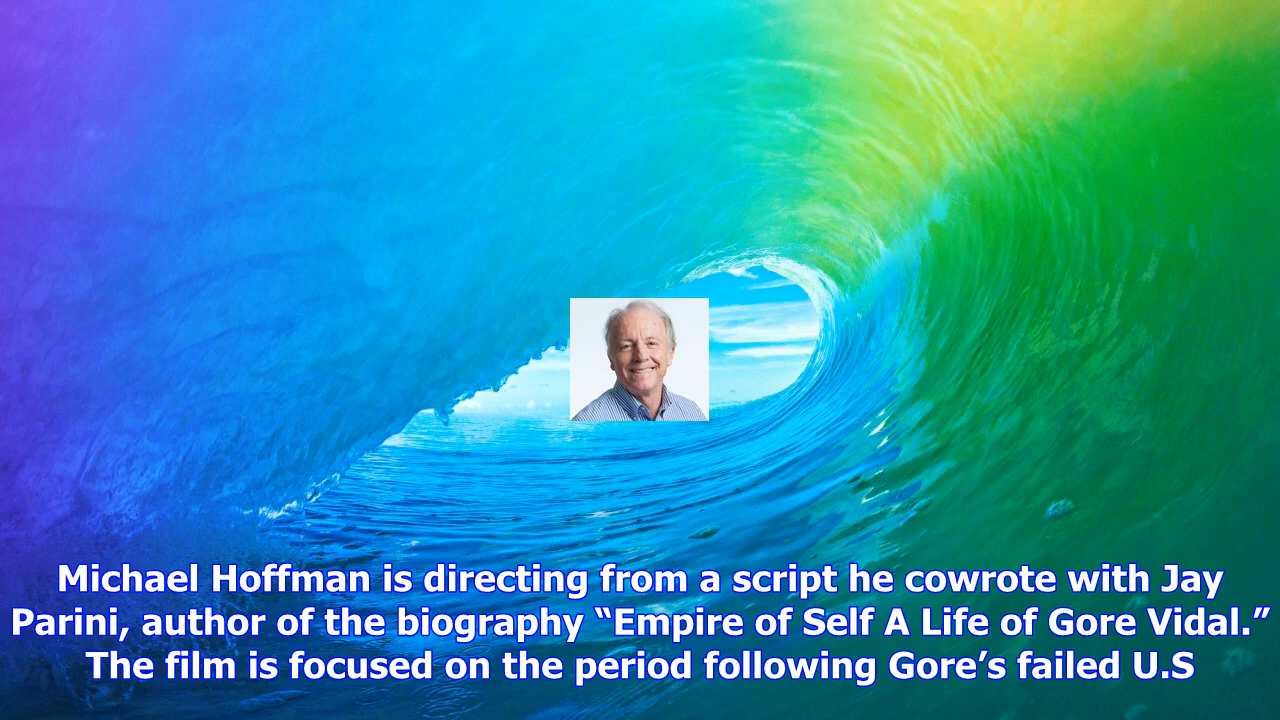 Michael Hoffman is directing from a script he cowrote with Jay
Parini, author of the biography “Empire of Self A Life of Gore Vidal.”
The film is focused on the period following Gore’s failed U.S